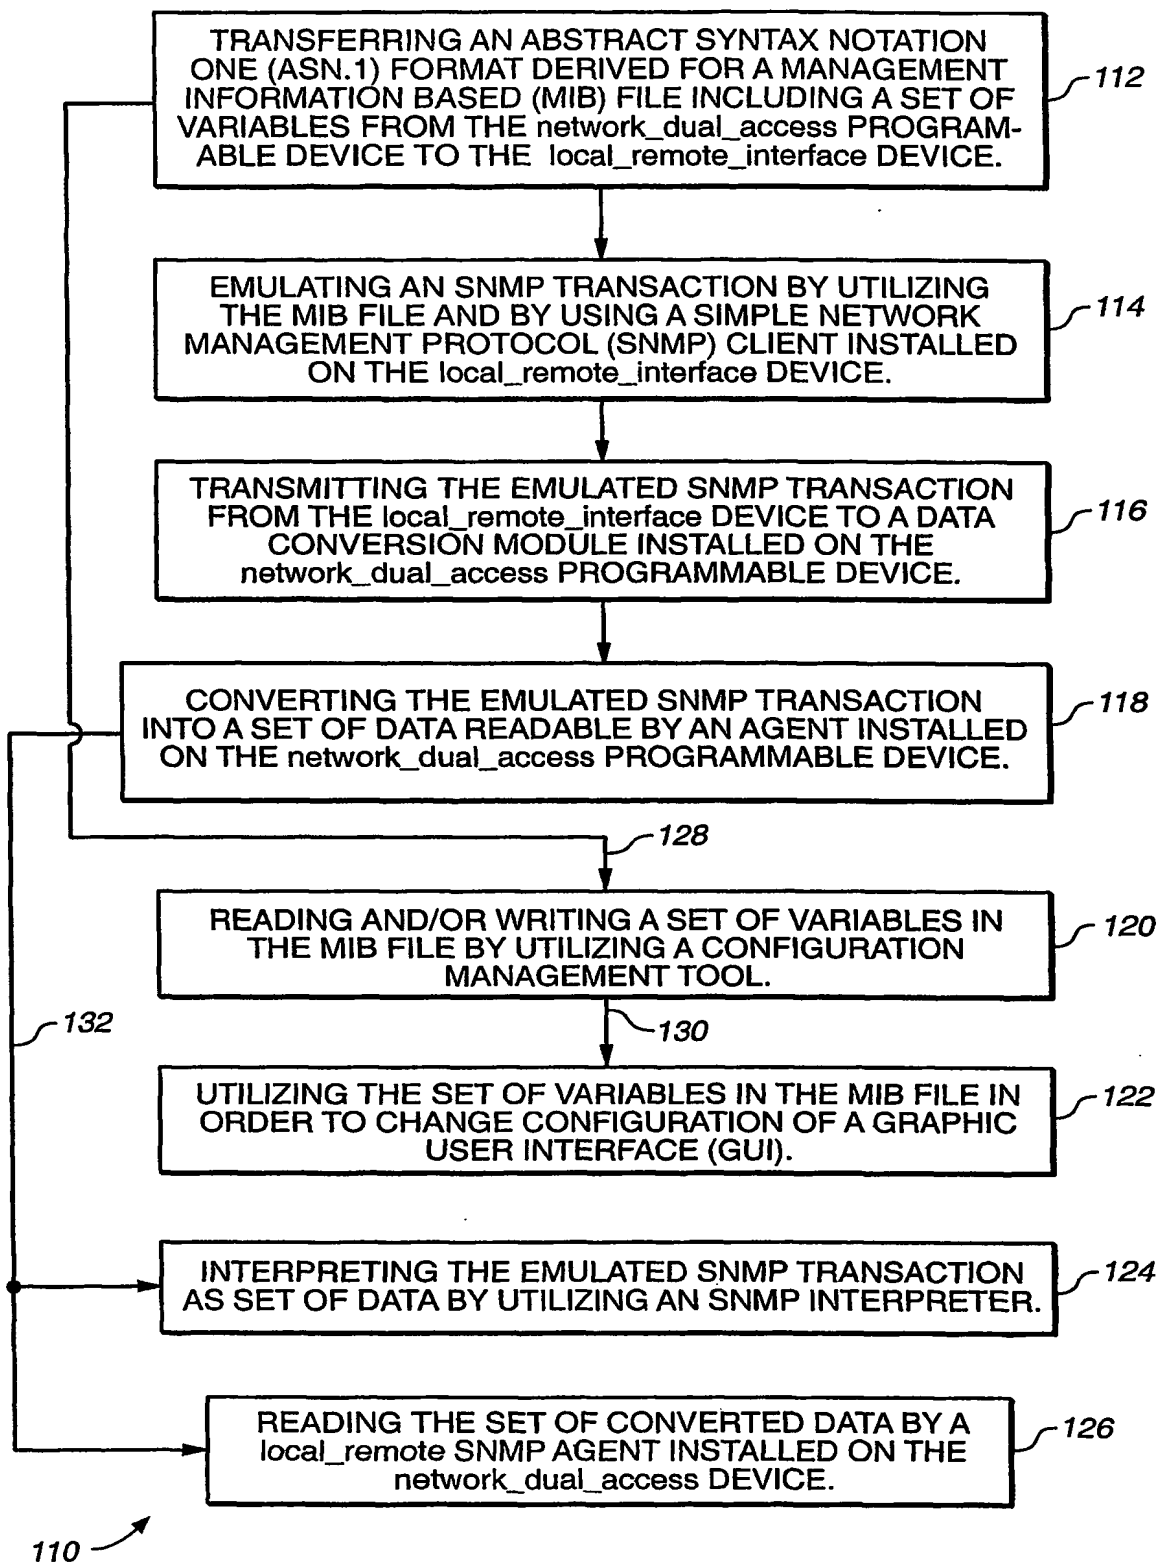 TRANSFERRING AN ABSTRACT SYNTAX NOTATION
ONE (ASN.1) FORMAT DERIVED FOR A MANAGEMENT
INFORMATION BASED (MIB) FILE INCLUDING A SET OF
VARIABLES FROM THE network_dual_access PROGRAM-
ABLE DEVICE TO THE local_remote_interface DEVICE.
112
EMULATING AN SNMP TRANSACTION BY UTILIZING
THE MIB FILE AND BY USING A SIMPLE NETWORK
MANAGEMENT PROTOCOL (SNMP) CLIENT INSTALLED
ON THE local_remote_interface DEVICE.
114
TRANSMITTING THE EMULATED SNMP TRANSACTION
FROM THE local_remote_interface DEVICE TO A DATA
CONVERSION MODULE INSTALLED ON THE
network_dual_access PROGRAMMABLE DEVICE.
116
CONVERTING THE EMULATED SNMP TRANSACTION
INTO A SET OF DATA READABLE BY AN AGENT INSTALLED
ON THE network_dual_access PROGRAMMABLE DEVICE.
118
128
READING AND/OR WRITING A SET OF VARIABLES IN
THE MIB FILE BY UTILIZING A CONFIGURATION
MANAGEMENT TOOL.
120
132
130
UTILIZING THE SET OF VARIABLES IN THE MIB FILE IN
ORDER TO CHANGE CONFIGURATION OF A GRAPHIC
USER INTERFACE (GUI).
122
INTERPRETING THE EMULATED SNMP TRANSACTION
AS SET OF DATA BY UTILIZING AN SNMP INTERPRETER.
124
READING THE SET OF CONVERTED DATA BY A
local_remote SNMP AGENT INSTALLED ON THE
network_dual_access DEVICE.
126
110